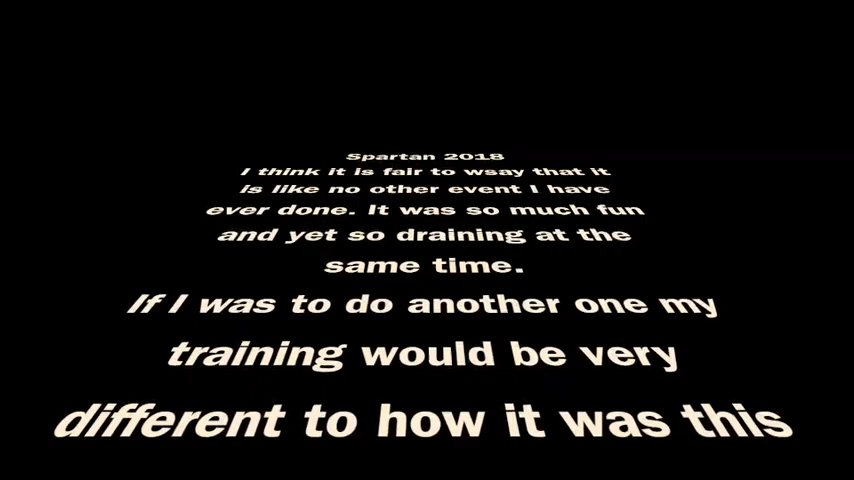 Spartan 2018
I think it is fair to wsay that it
is like no other event I have
ever done. It was so much fun
and yet so draining at the
same time.
If I was to do another one my
training would be very
different to how it was this